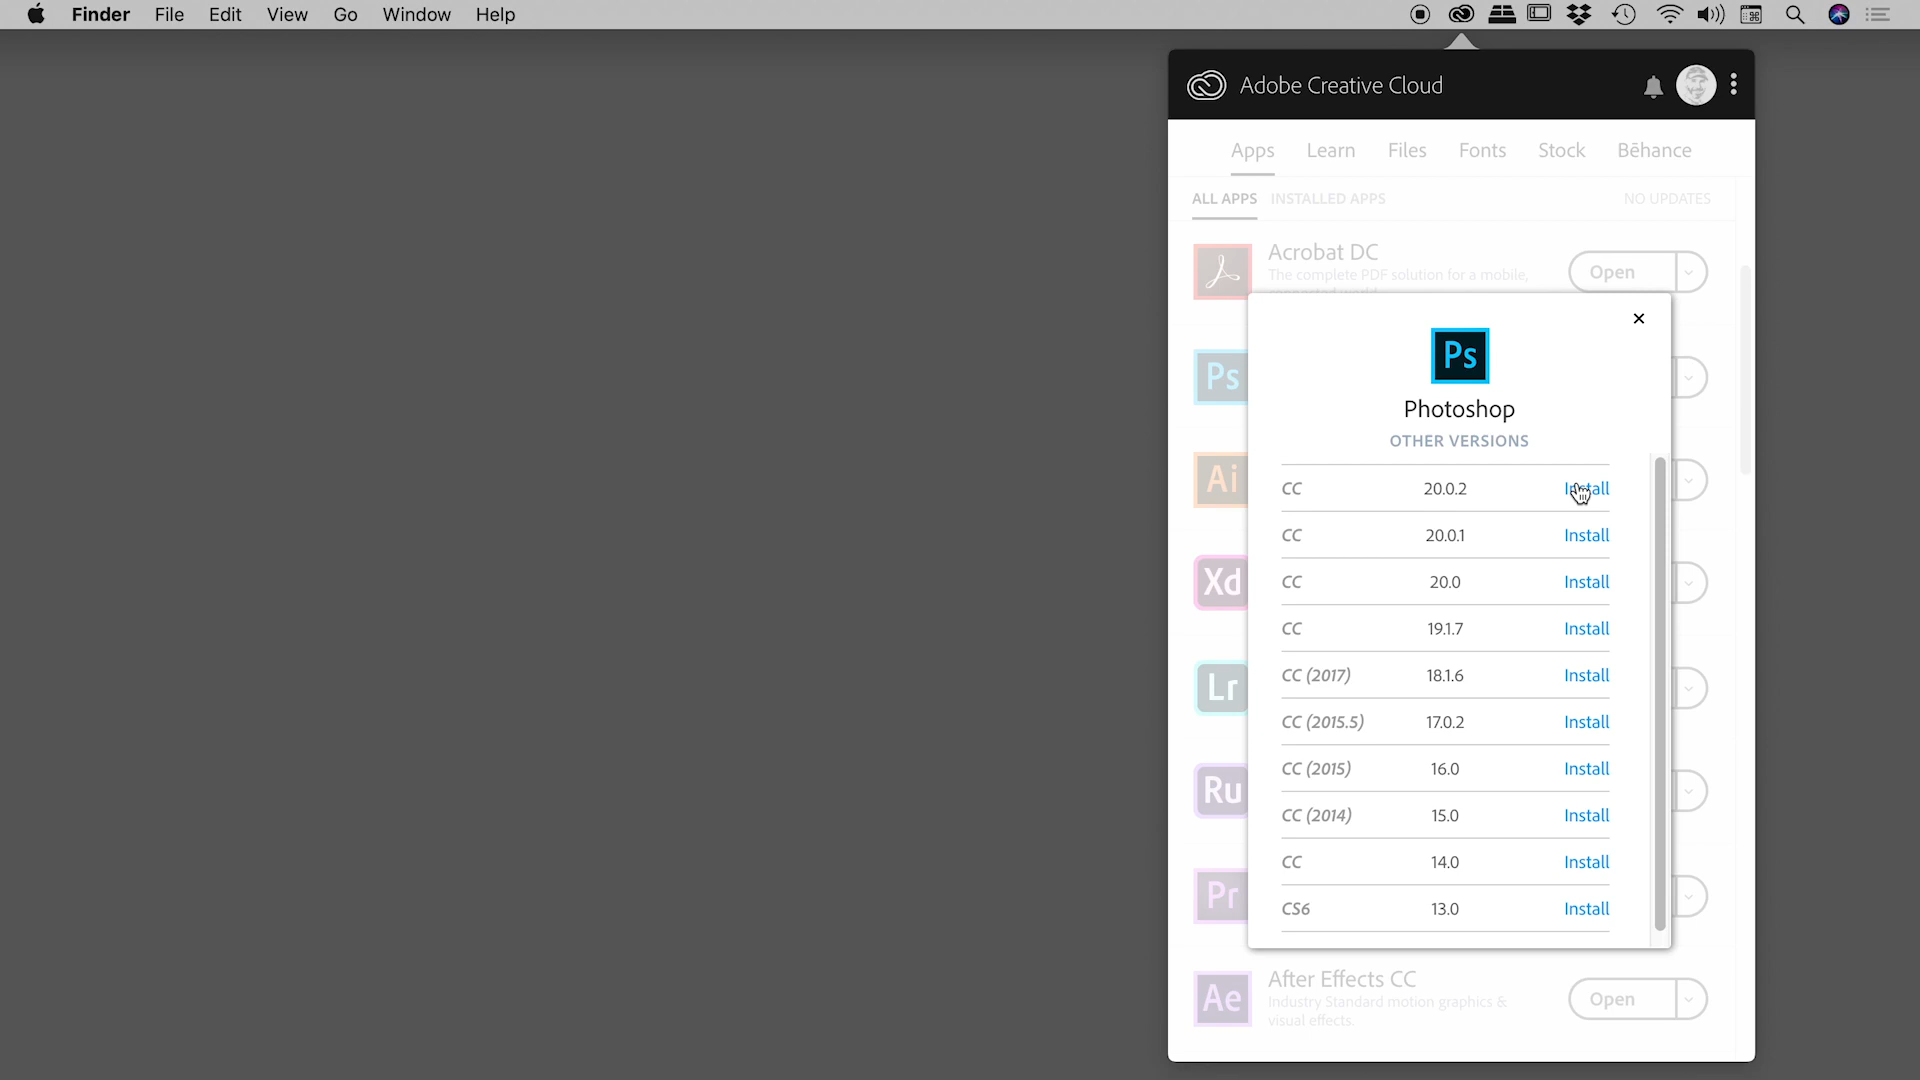 Finder File Edit View Go Window Help
Adobe Creative Cloud
Apps Learn Files Fonts Stock Bēhance
ALL APPS INSTALLED APPS NO UPDATES
Acrobat DC
The complete PDF solution for a mobile,
Open
Ps
Photoshop
OTHER VERSIONS
CC 20.0.2 Install
CC 20.0.1 Install
CC 20.0 Install
CC 19.1.7 Install
CC (2017) 18.1.6 Install
CC (2015.5) 17.0.2 Install
CC (2015) 16.0 Install
CC (2014) 15.0 Install
CC 14.0 Install
CS6 13.0 Install
Ps
Ai
Xd
Lr
Ru
Pr
Ae
After Effects CC
Industry Standard motion graphics &
visual effects.
Open